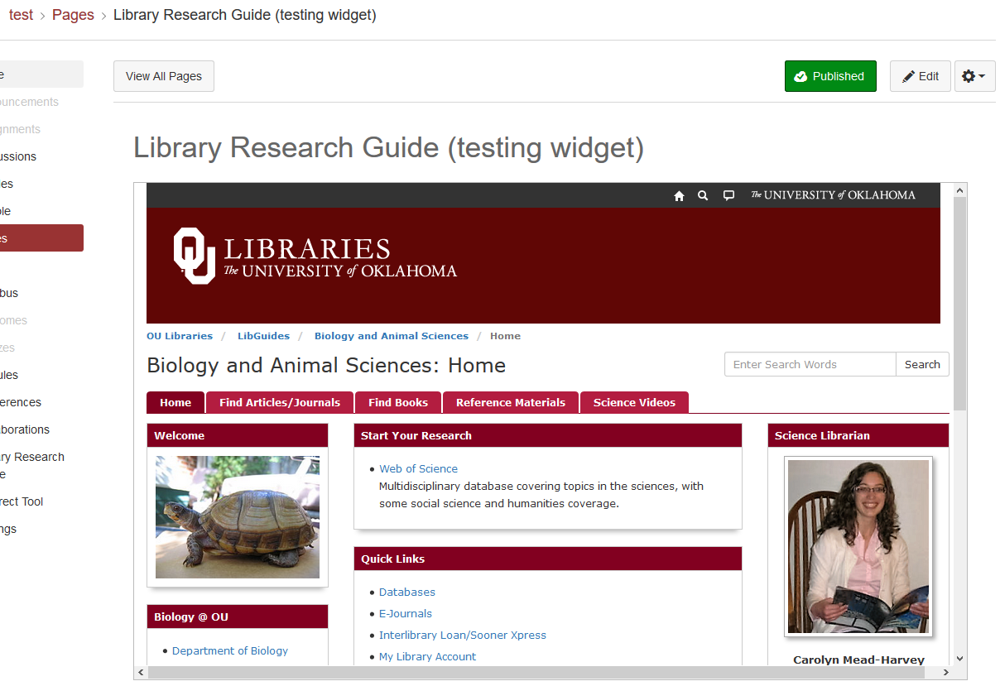 test > Pages > Library Research Guide (testing widget)
View All Pages
Published
Edit
e
ouncements
gnments
ussions
les
ple
es
bus
omes
zes
ules
erences
borations
ry Research
e
rect Tool
ngs
Library Research Guide (testing widget)
The UNIVERSITY of OKLAHOMA
OU LIBRARIES
The UNIVERSITY of OKLAHOMA
OU Libraries / LibGuides / Biology and Animal Sciences / Home
Biology and Animal Sciences: Home
Enter Search Words Search
Home Find Articles/Journals Find Books Reference Materials Science Videos
Welcome
Biology @ OU
• Department of Biology
Start Your Research
• Web of Science
Multidisciplinary database covering topics in the sciences, with
some social science and humanities coverage.
Quick Links
• Databases
• E-Journals
• Interlibrary Loan/Sooner Xpress
• My Library Account
Science Librarian
Carolyn Mead-Harvey